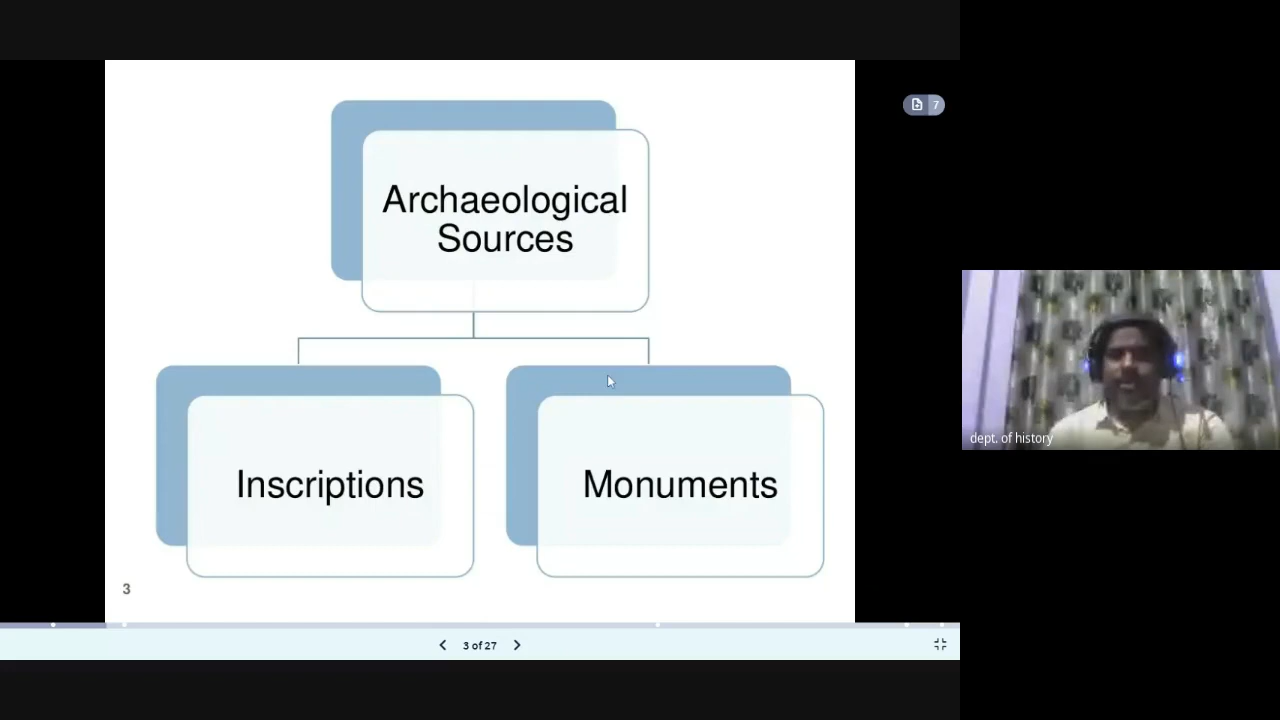 7
Archaeological
Sources
Inscriptions
Monuments
3
3 of 27
dept. of history